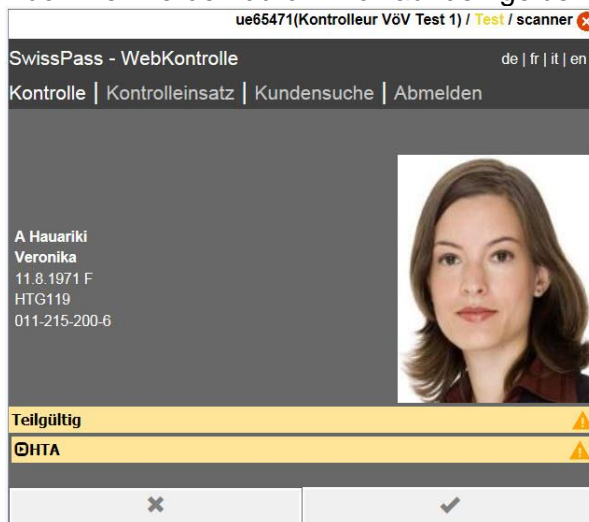 ue65471(Kontrolleur VöV Test 1) / Test / scanner
SwissPass - WebKontrolle de | fr | it | en
Kontrolle | Kontrolleinsatz | Kundensuche | Abmelden
A Hauariki
Veronika
11.8.1971 F
HTG119
011-215-200-6
Teilgültig
HTA